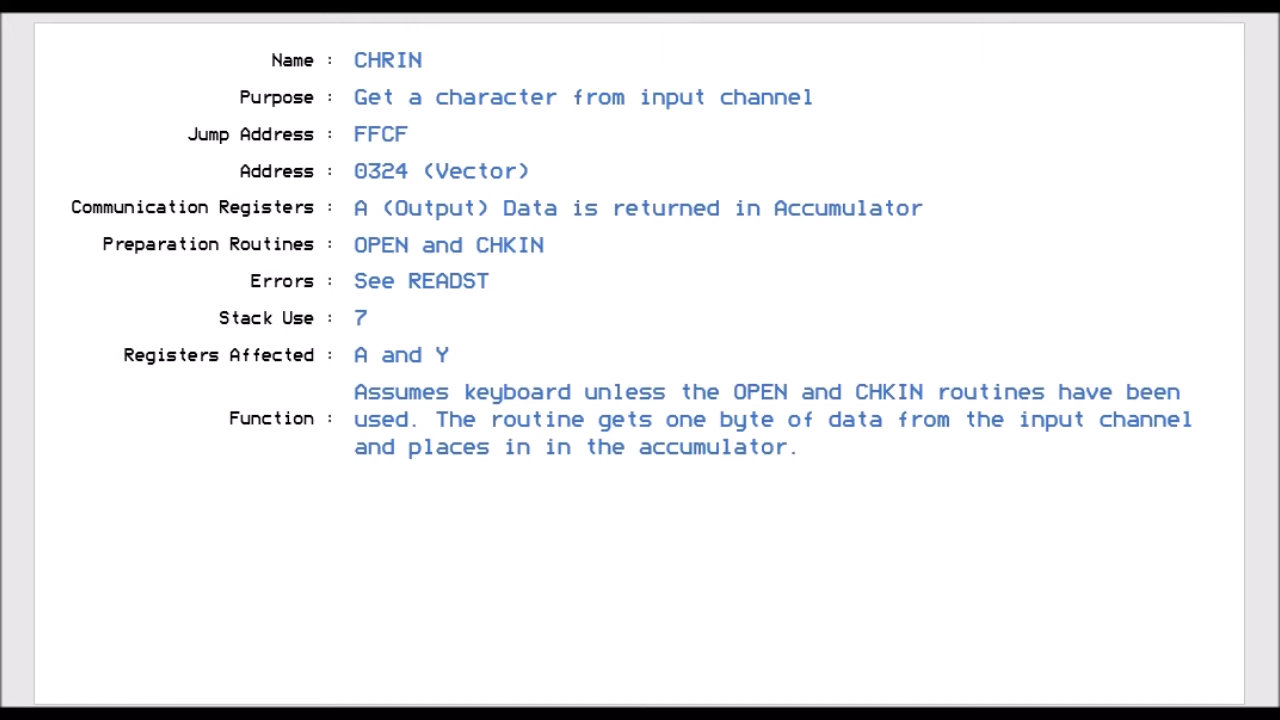 Name : CHRIN
Purpose : Get a character from input channel
Jump Address : FFCF
Address : 0324 (Vector)
Communication Registers : A (Output) Data is returned in Accumulator
Preparation Routines : OPEN and CHKIN
Errors : See READST
Stack Use : 7
Registers Affected : A and Y
Assumes keyboard unless the OPEN and CHKIN routines have been
Function : used. The routine gets one byte of data from the input channel
and places in in the accumulator.